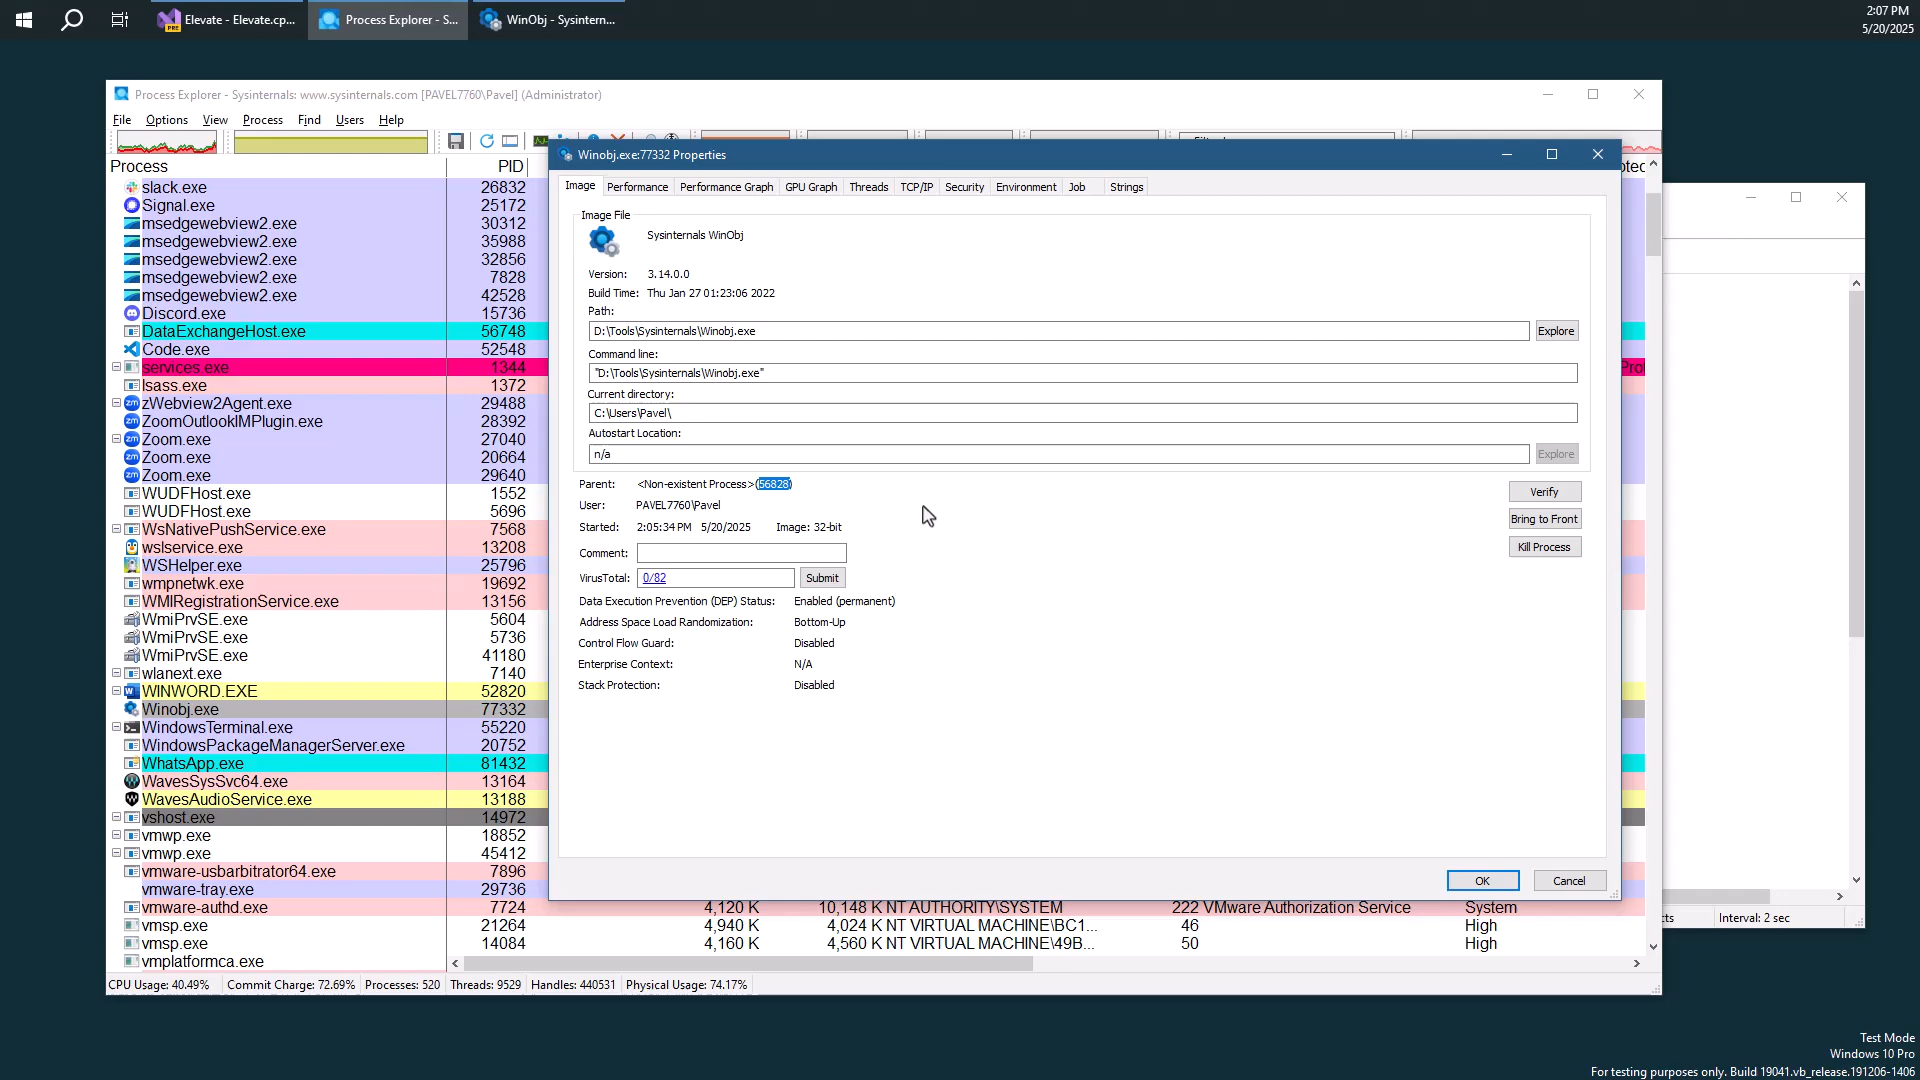 Elevate - Elevate.cp...
Process Explorer - S...
WinObj - Sysintern...
2:07 PM
5/20/2025
Process Explorer - Sysinternals: www.sysinternals.com [PAVEL7760\Pavel] (Administrator)
File Options View Process Find Users Help
Process PID
slack.exe 26832
Signal.exe 25172
msedgewebview2.exe 30312
msedgewebview2.exe 35988
msedgewebview2.exe 32856
msedgewebview2.exe 7828
msedgewebview2.exe 42528
Discord.exe 15736
DataExchangeHost.exe 56748
Code.exe 52548
services.exe 1344
lsass.exe 1372
zWebview2Agent.exe 29488
ZoomOutlookIMPlugin.exe 28392
Zoom.exe 27040
Zoom.exe 20664
Zoom.exe 29640
WUDFHost.exe 1552
WUDFHost.exe 5696
WsNativePushService.exe 7568
wslservice.exe 13208
WSHelper.exe 25796
wmpnetwk.exe 19692
WMIRegistrationService.exe 13156
WmiPrvSE.exe 5604
WmiPrvSE.exe 5736
WmiPrvSE.exe 41180
wlanext.exe 7140
WINWORD.EXE 52820
Winobj.exe 77332
WindowsTerminal.exe 55220
WindowsPackageManagerServer.exe 20752
WhatsApp.exe 81432
WavesSysSvc64.exe 13164
WavesAudioService.exe 13188
vshost.exe 14972
vmwp.exe 18852
vmwp.exe 45412
vmware-usbarbitrator64.exe 7896
vmware-tray.exe 29736
vmware-authd.exe 7724 4,120 K 10,148 K NT AUTHORITY\SYSTEM 222 VMware Authorization Service System
vmsp.exe 21264 4,940 K 4,024 K NT VIRTUAL MACHINE\BC1... 46 High
vmsp.exe 14084 4,160 K 4,560 K NT VIRTUAL MACHINE\49B... 50 High
vmplatformca.exe
CPU Usage: 40.49% Commit Charge: 72.69% Processes: 520 Threads: 9529 Handles: 440531 Physical Usage: 74.17%
Winobj.exe:77332 Properties
Image Performance Performance Graph GPU Graph Threads TCP/IP Security Environment Job Strings
Image File
Sysinternals WinObj
Version: 3.14.0.0
Build Time: Thu Jan 27 01:23:06 2022
Path:
D:\Tools\Sysinternals\Winobj.exe Explore
Command line:
"D:\Tools\Sysinternals\Winobj.exe"
Current directory:
C:\Users\Pavel\
Autostart Location:
n/a Explore
Parent: <Non-existent Process>(56828) Verify
User: PAVEL7760\Pavel
Started: 2:05:34 PM 5/20/2025 Image: 32-bit Bring to Front
Comment: Kill Process
VirusTotal: 0/82 Submit
Data Execution Prevention (DEP) Status: Enabled (permanent)
Address Space Load Randomization: Bottom-Up
Control Flow Guard: Disabled
Enterprise Context: N/A
Stack Protection: Disabled
OK Cancel
Interval: 2 sec
Test Mode
Windows 10 Pro
For testing purposes only. Build 19041.vb_release.191206-1406